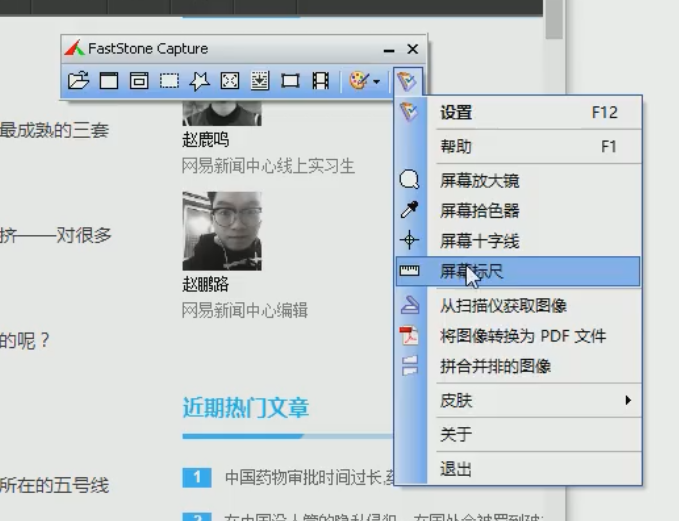 FastStone Capture
最成熟的三套
赵鹿鸣
网易新闻中心线上实习生
挤——对很多
赵鹏路
网易新闻中心编辑
的呢？
近期热门文章
所在的五号线
1 中国药物审批时间过长,
2
设置 F12
帮助 F1
屏幕放大镜
屏幕拾色器
屏幕十字线
屏幕标尺
从扫描仪获取图像
将图像转换为 PDF 文件
拼合并排的图像
皮肤
关于
退出